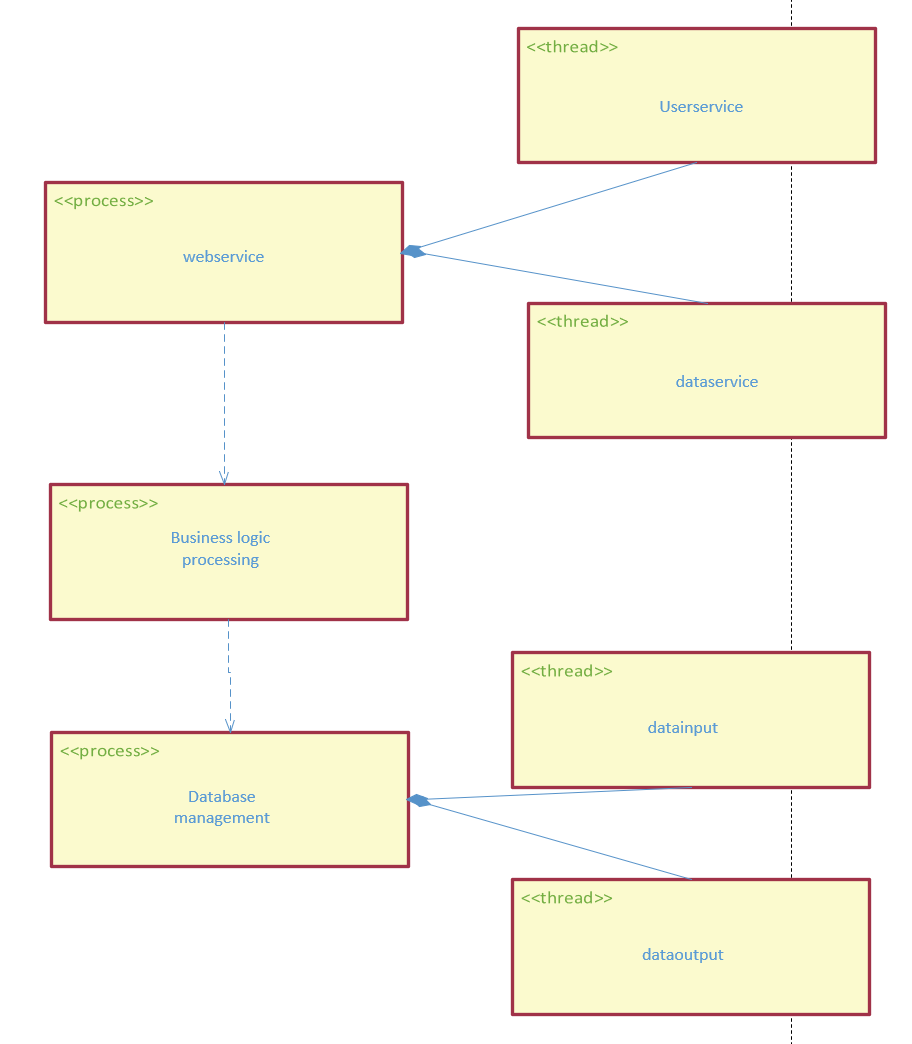 <<thread>>
Userservice
<<process>>
webservice
<<thread>>
dataservice
<<process>>
Business logic
processing
<<thread>>
datainput
<<process>>
Database
management
<<thread>>
dataoutput